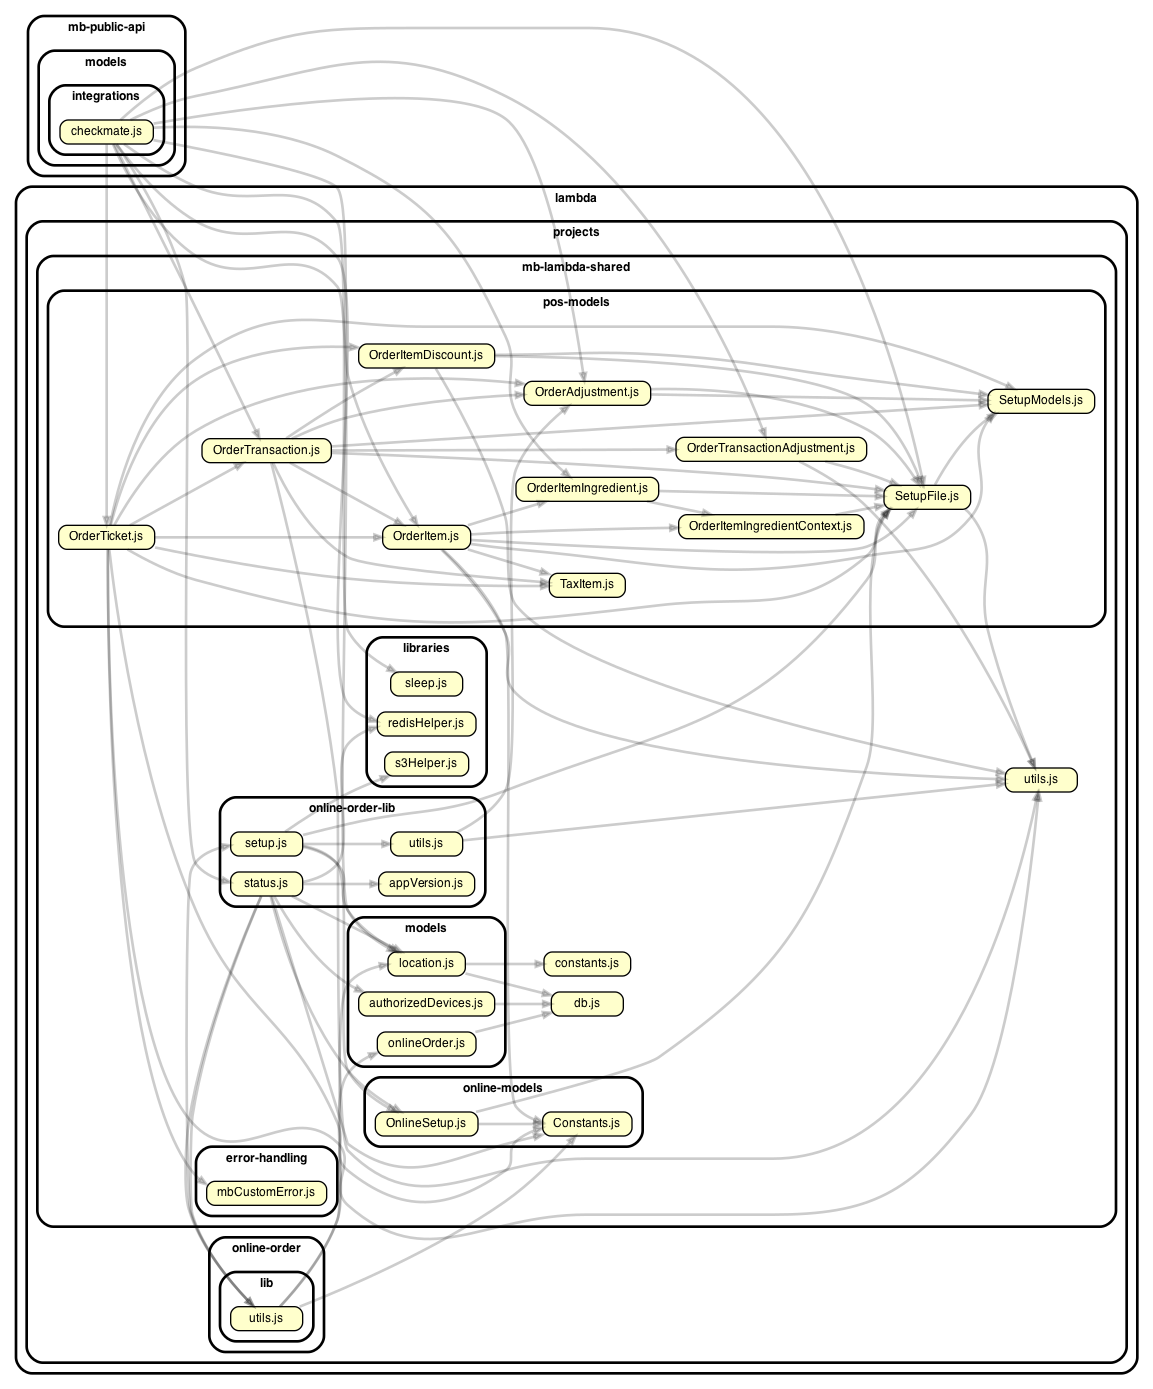 mb-public-api
models
integrations
checkmate.js
lambda
projects
mb-lambda-shared
pos-models
OrderItemDiscount.js
OrderAdjustment.js
SetupModels.js
OrderTransaction.js
OrderTransactionAdjustment.js
OrderItemIngredient.js
SetupFile.js
OrderTicket.js
OrderItem.js
OrderItemIngredientContext.js
TaxItem.js
libraries
sleep.js
redisHelper.js
s3Helper.js
utils.js
online-order-lib
setup.js
utils.js
status.js
appVersion.js
models
location.js
constants.js
authorizedDevices.js
db.js
onlineOrder.js
online-models
OnlineSetup.js
Constants.js
error-handling
mbCustomError.js
online-order
lib
utils.js